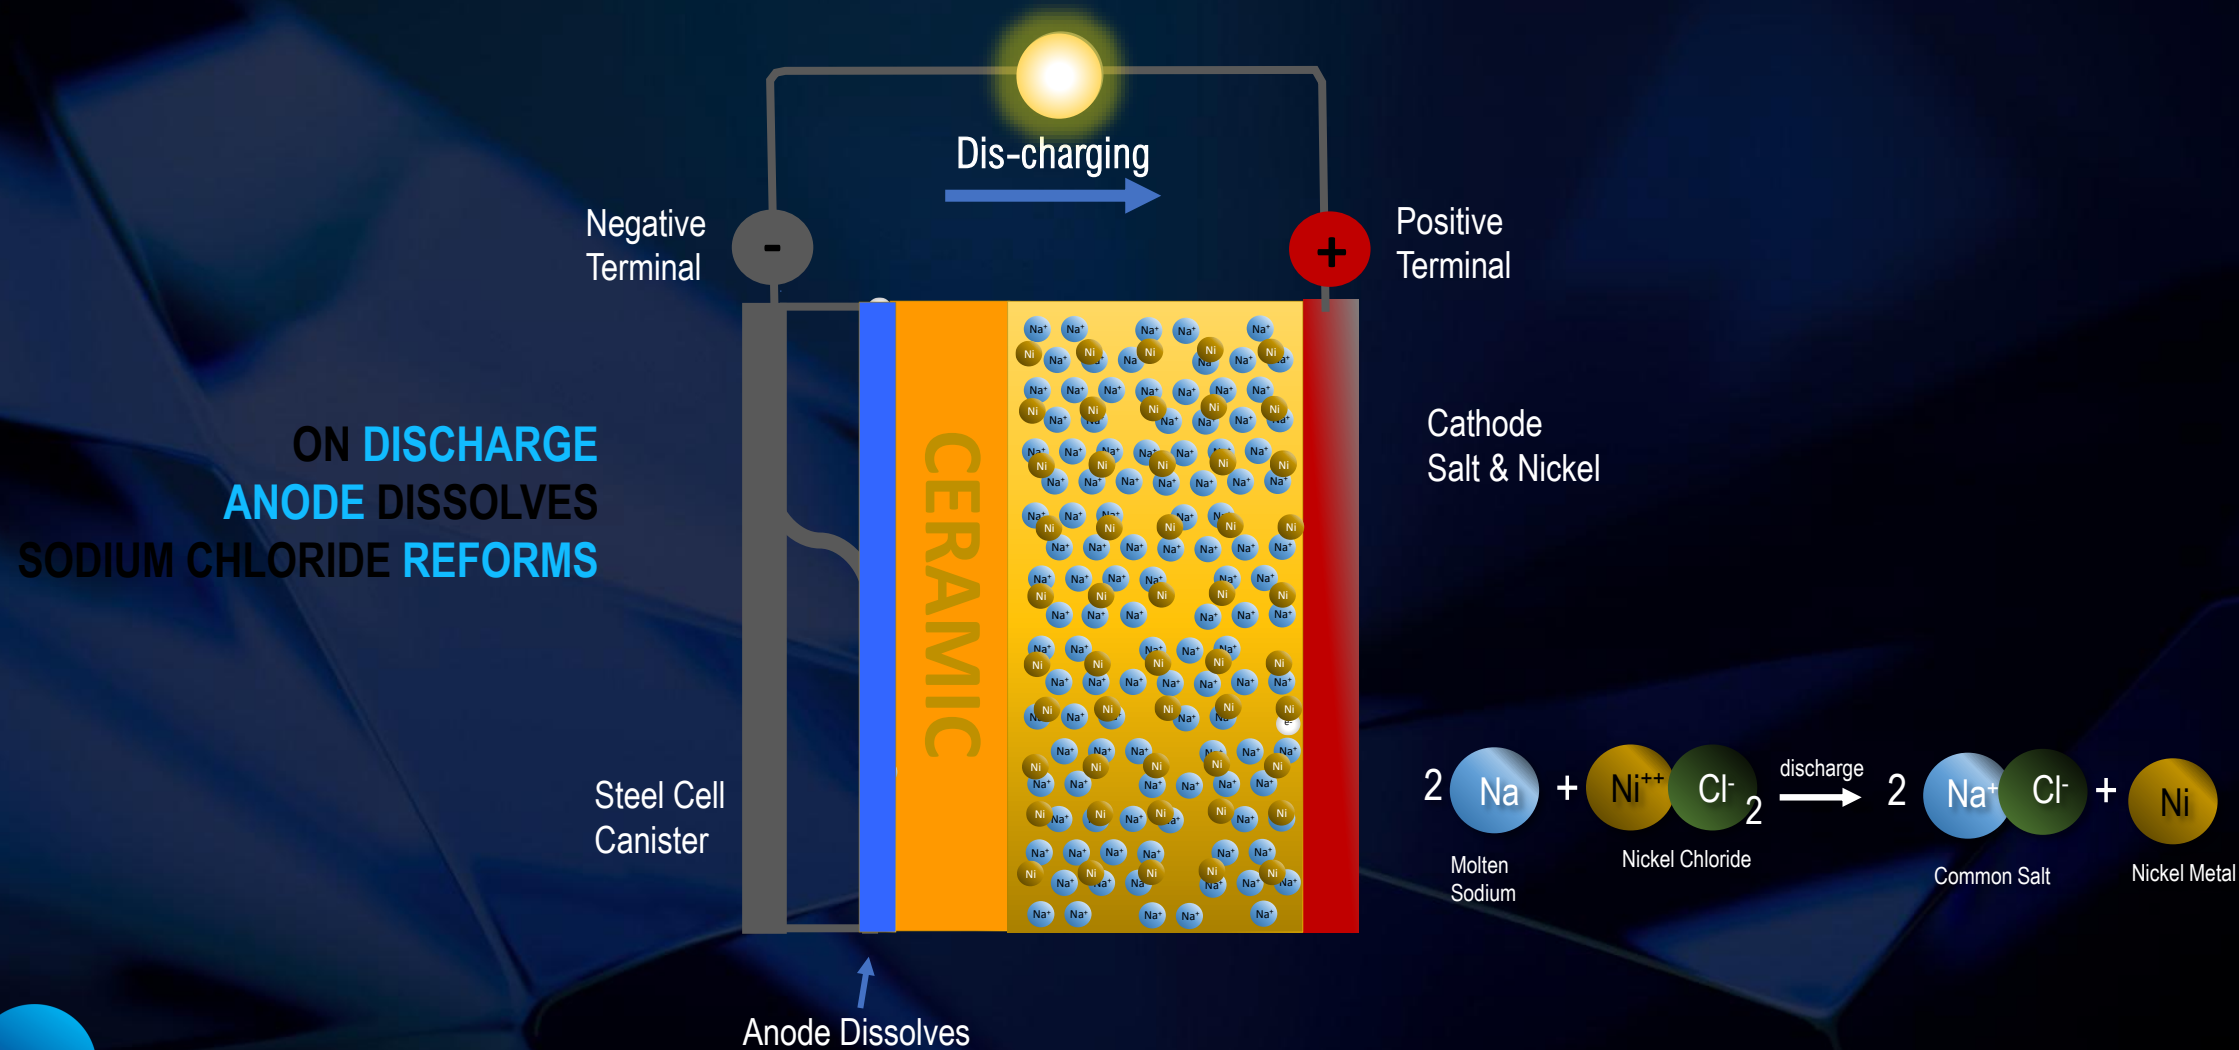 Dis-charging
Negative
Terminal
-
+
Positive
Terminal
ON DISCHARGE
ANODE DISSOLVES
SODIUM CHLORIDE REFORMS
CERAMIC
Na⁺
Ni
e-
Cathode
Salt & Nickel
Steel Cell
Canister
2 Na + Ni⁺⁺ Cl⁻ 2 discharge 2 Na⁺ Cl⁻ + Ni
Molten
Sodium
Nickel Chloride
Common Salt
Nickel Metal
Anode Dissolves